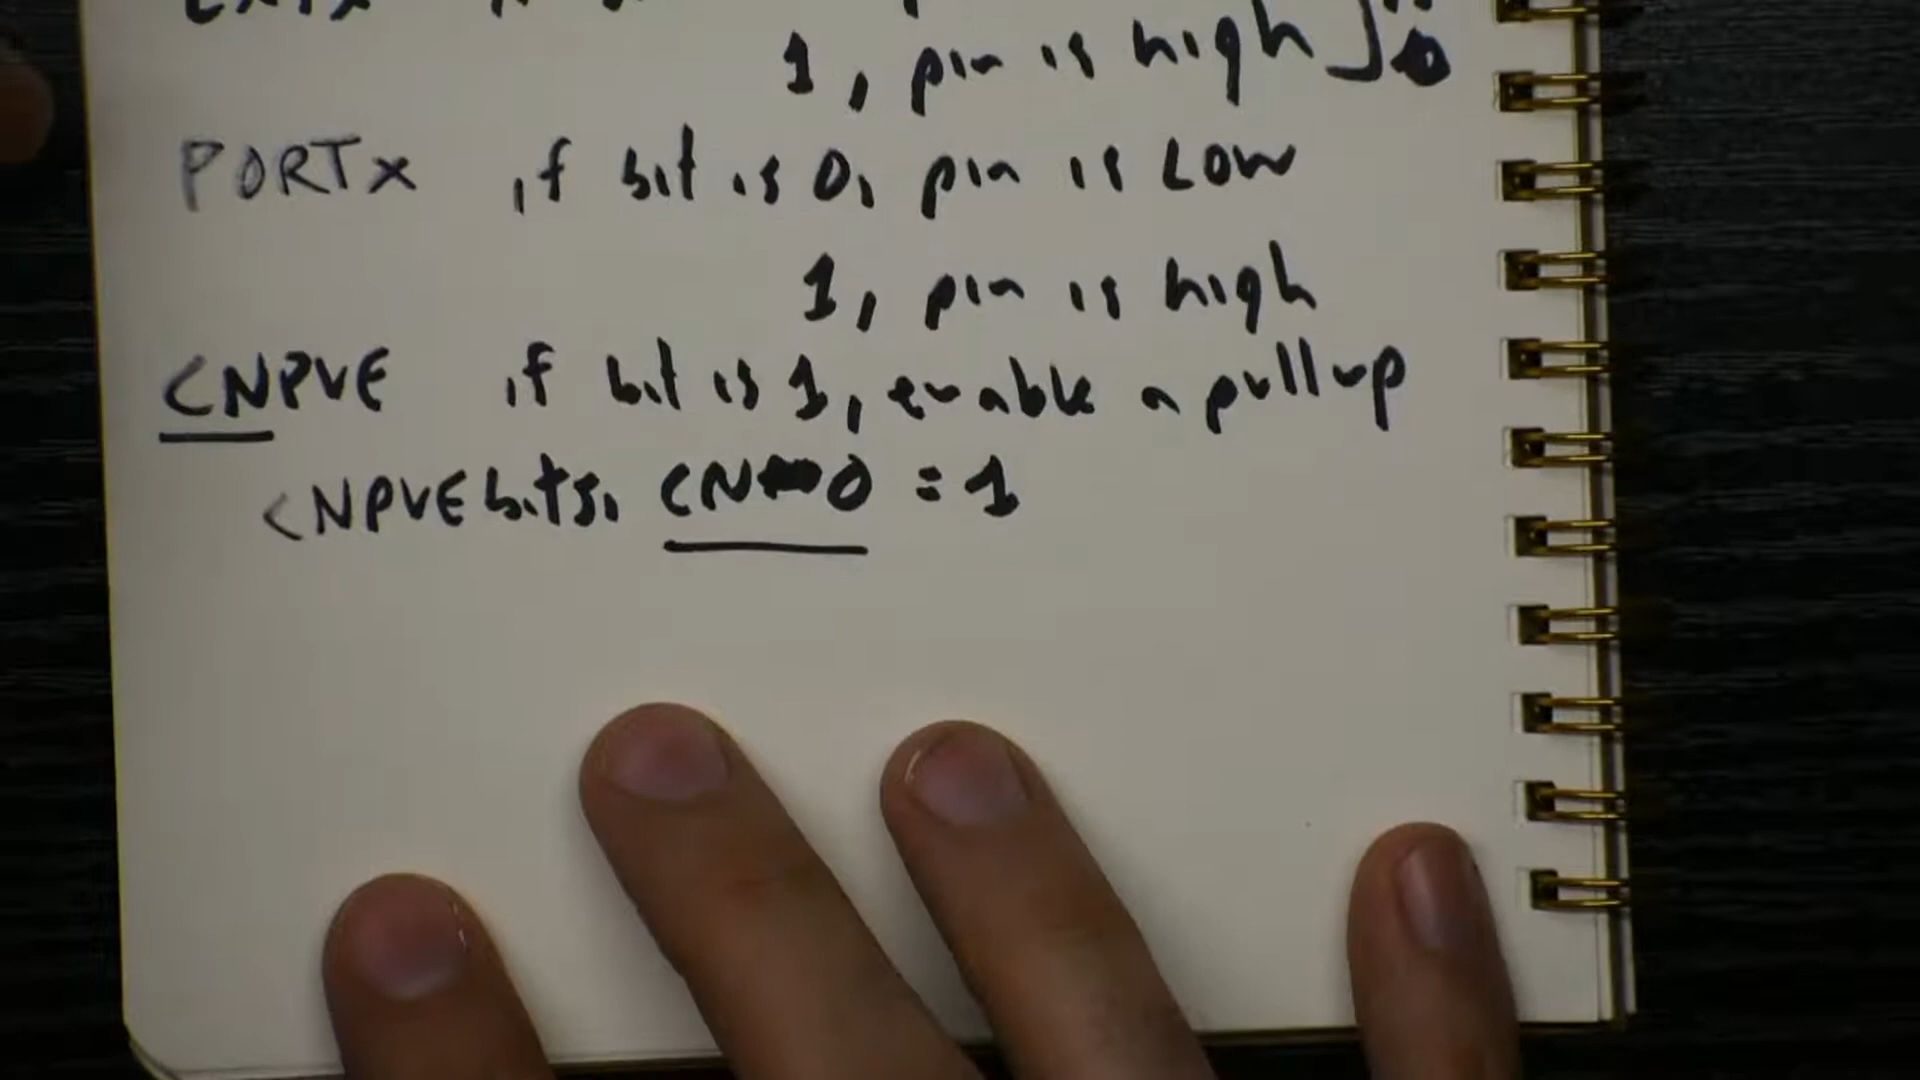 1, pin is high]
PORTx if bit is 0, pin is Low
1, pin is high
CNPUE if bit is 1, enable a pullup
CNPUEbits. CN0 = 1